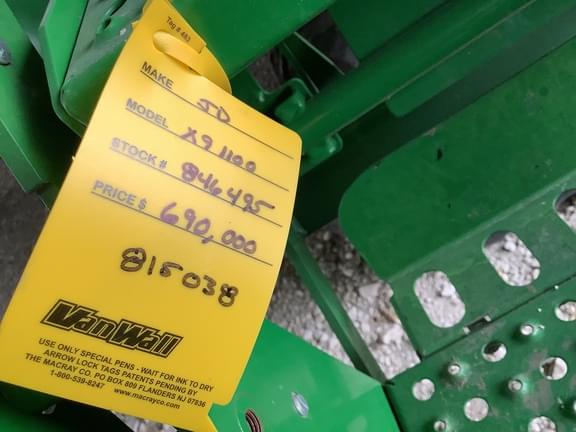 Tag # 483
MAKE JD
MODEL X9 1100
STOCK # 846495
PRICE $ 690,000
815038
VanWall
USE ONLY SPECIAL PENS - WAIT FOR INK TO DRY
ARROW LOCK TAGS PATENTS PENDING BY
THE MACRAY CO. PO BOX 809 FLANDERS NJ 07836
1-800-539-8247 www.macrayco.com